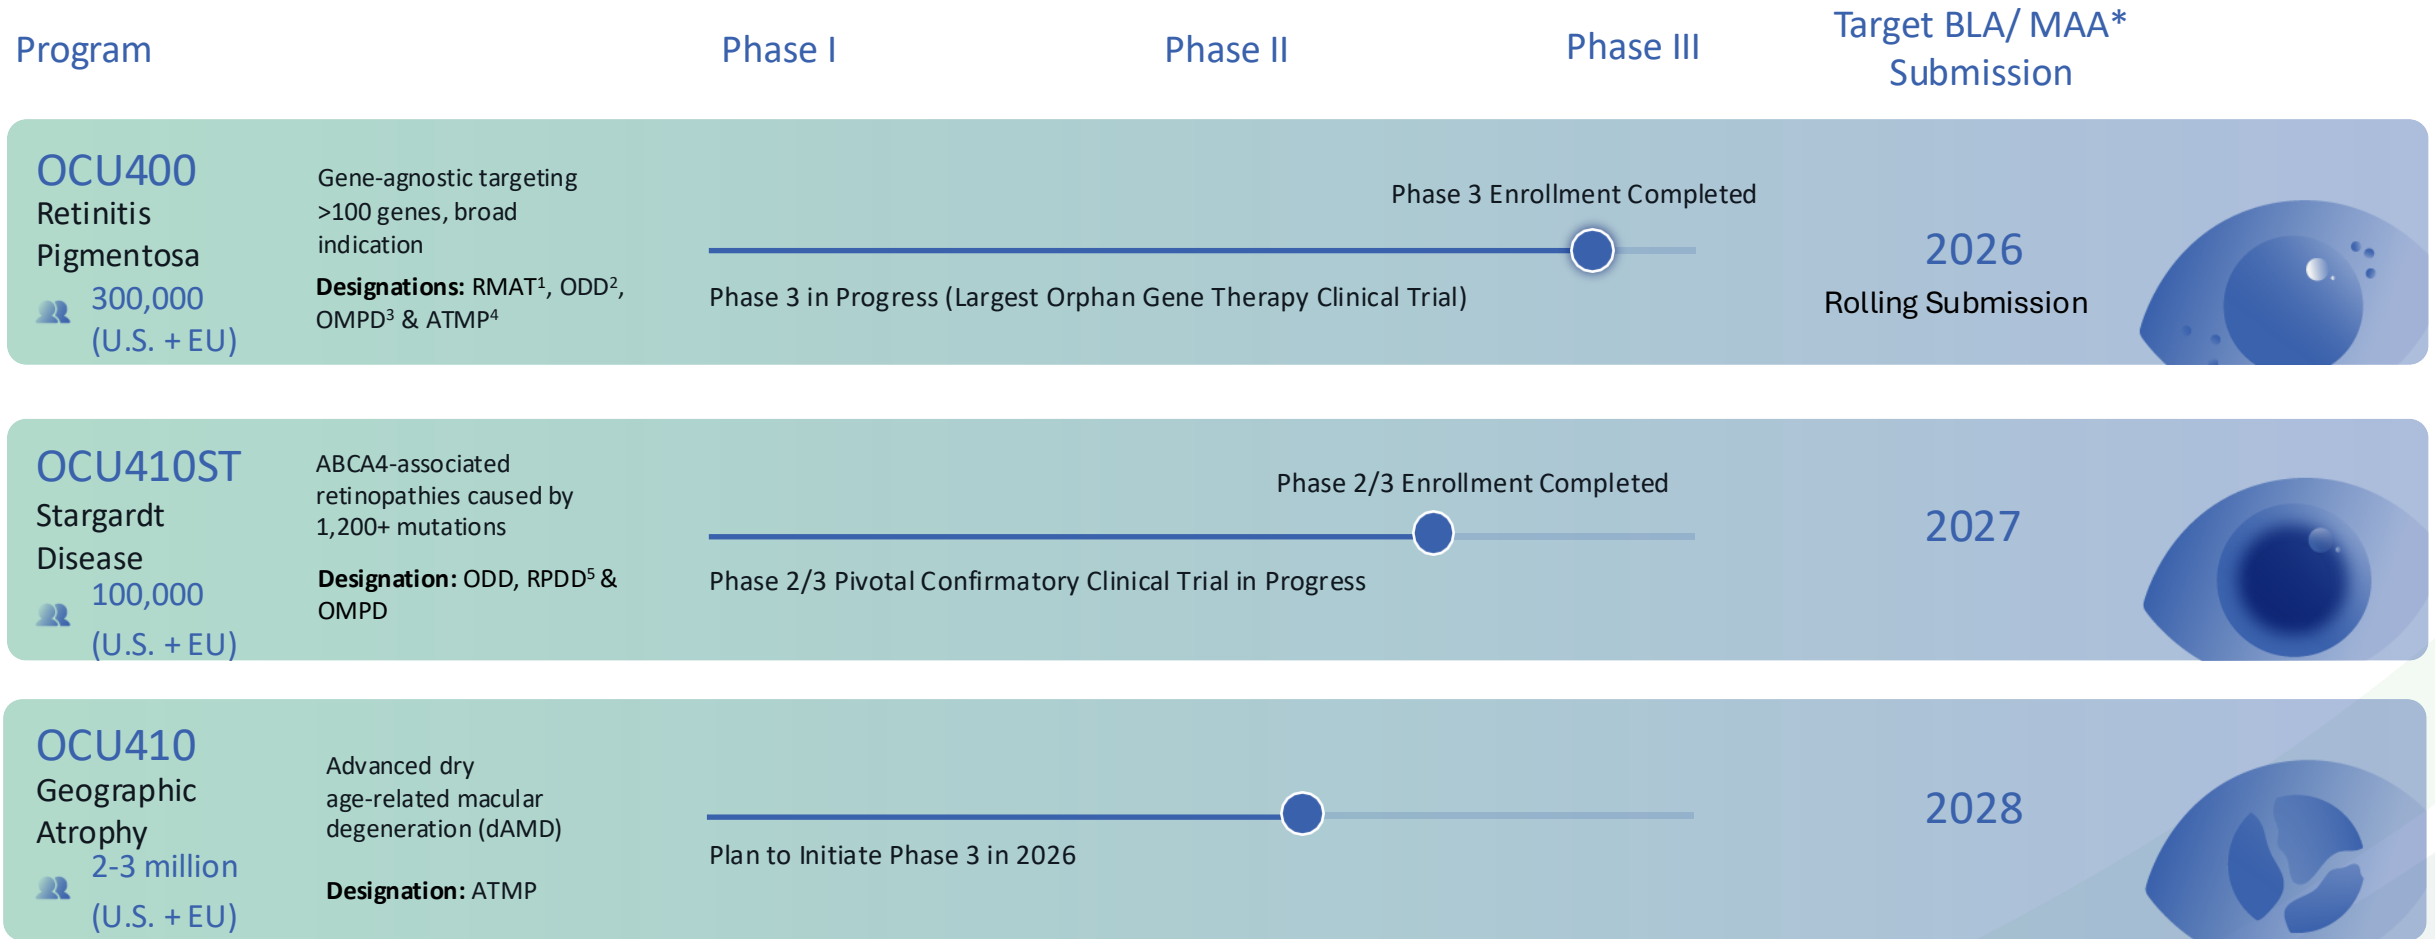 Program
Phase I
Phase II
Phase III
Target BLA/ MAA*
Submission
OCU400
Retinitis
Pigmentosa
300,000
(U.S. + EU)
Gene-agnostic targeting
>100 genes, broad
indication
Designations: RMAT¹, ODD²,
OMPD³ & ATMP⁴
Phase 3 Enrollment Completed
Phase 3 in Progress (Largest Orphan Gene Therapy Clinical Trial)
2026
Rolling Submission
OCU410ST
Stargardt
Disease
100,000
(U.S. + EU)
ABCA4-associated
retinopathies caused by
1,200+ mutations
Designation: ODD, RPDD⁵ &
OMPD
Phase 2/3 Enrollment Completed
Phase 2/3 Pivotal Confirmatory Clinical Trial in Progress
2027
OCU410
Geographic
Atrophy
2-3 million
(U.S. + EU)
Advanced dry
age-related macular
degeneration (dAMD)
Designation: ATMP
Plan to Initiate Phase 3 in 2026
2028